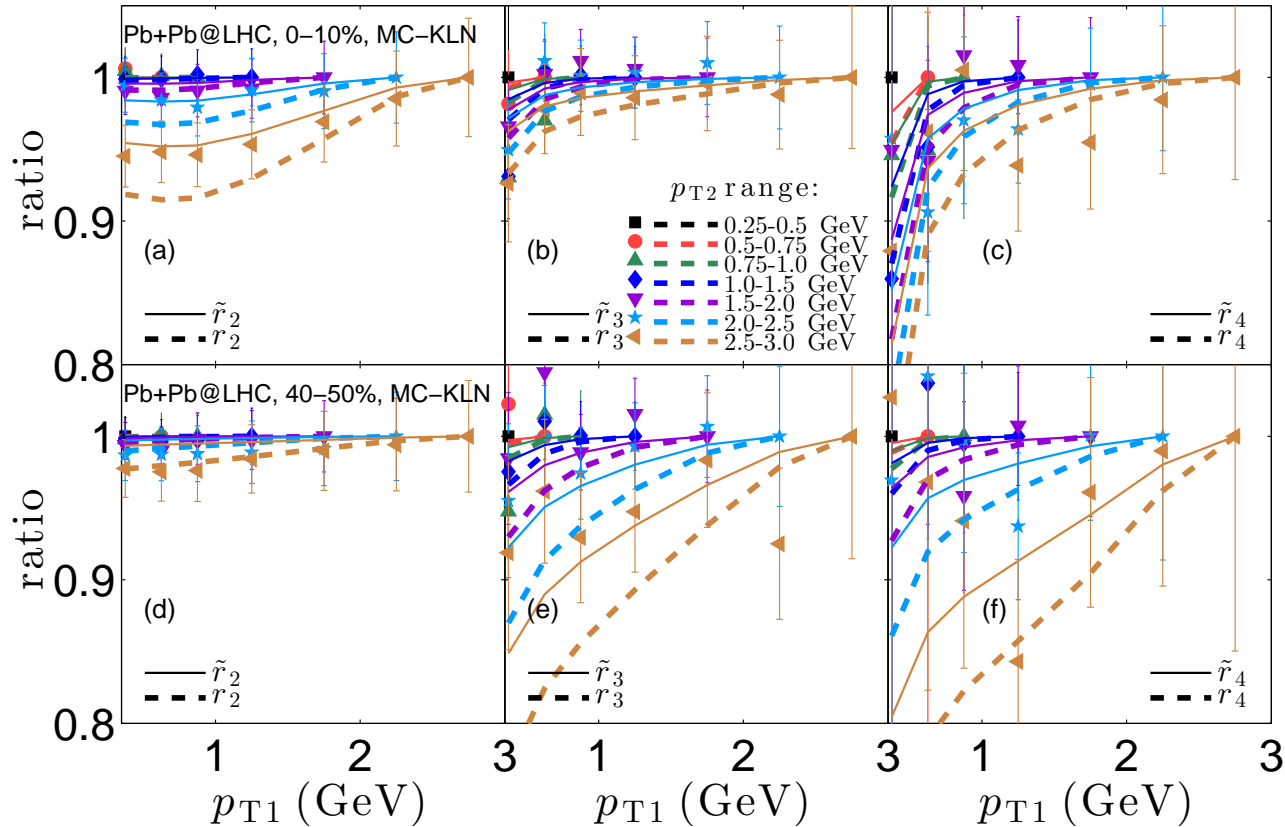 Pb+Pb@LHC, 0−10%, MC−KLN
ratio
1
0.9
0.8
(a)
r̃₂
r₂
(b)
r̃₃
r₃
p_T2 range:
0.25-0.5 GeV
0.5-0.75 GeV
0.75-1.0 GeV
1.0-1.5 GeV
1.5-2.0 GeV
2.0-2.5 GeV
2.5-3.0 GeV
(c)
r̃₄
r₄
Pb+Pb@LHC, 40−50%, MC−KLN
ratio
1
0.9
0.8
(d)
r̃₂
r₂
(e)
r̃₃
r₃
(f)
r̃₄
r₄
1 2 3 1 2 3 1 2 3
p_T1 (GeV) p_T1 (GeV) p_T1 (GeV)